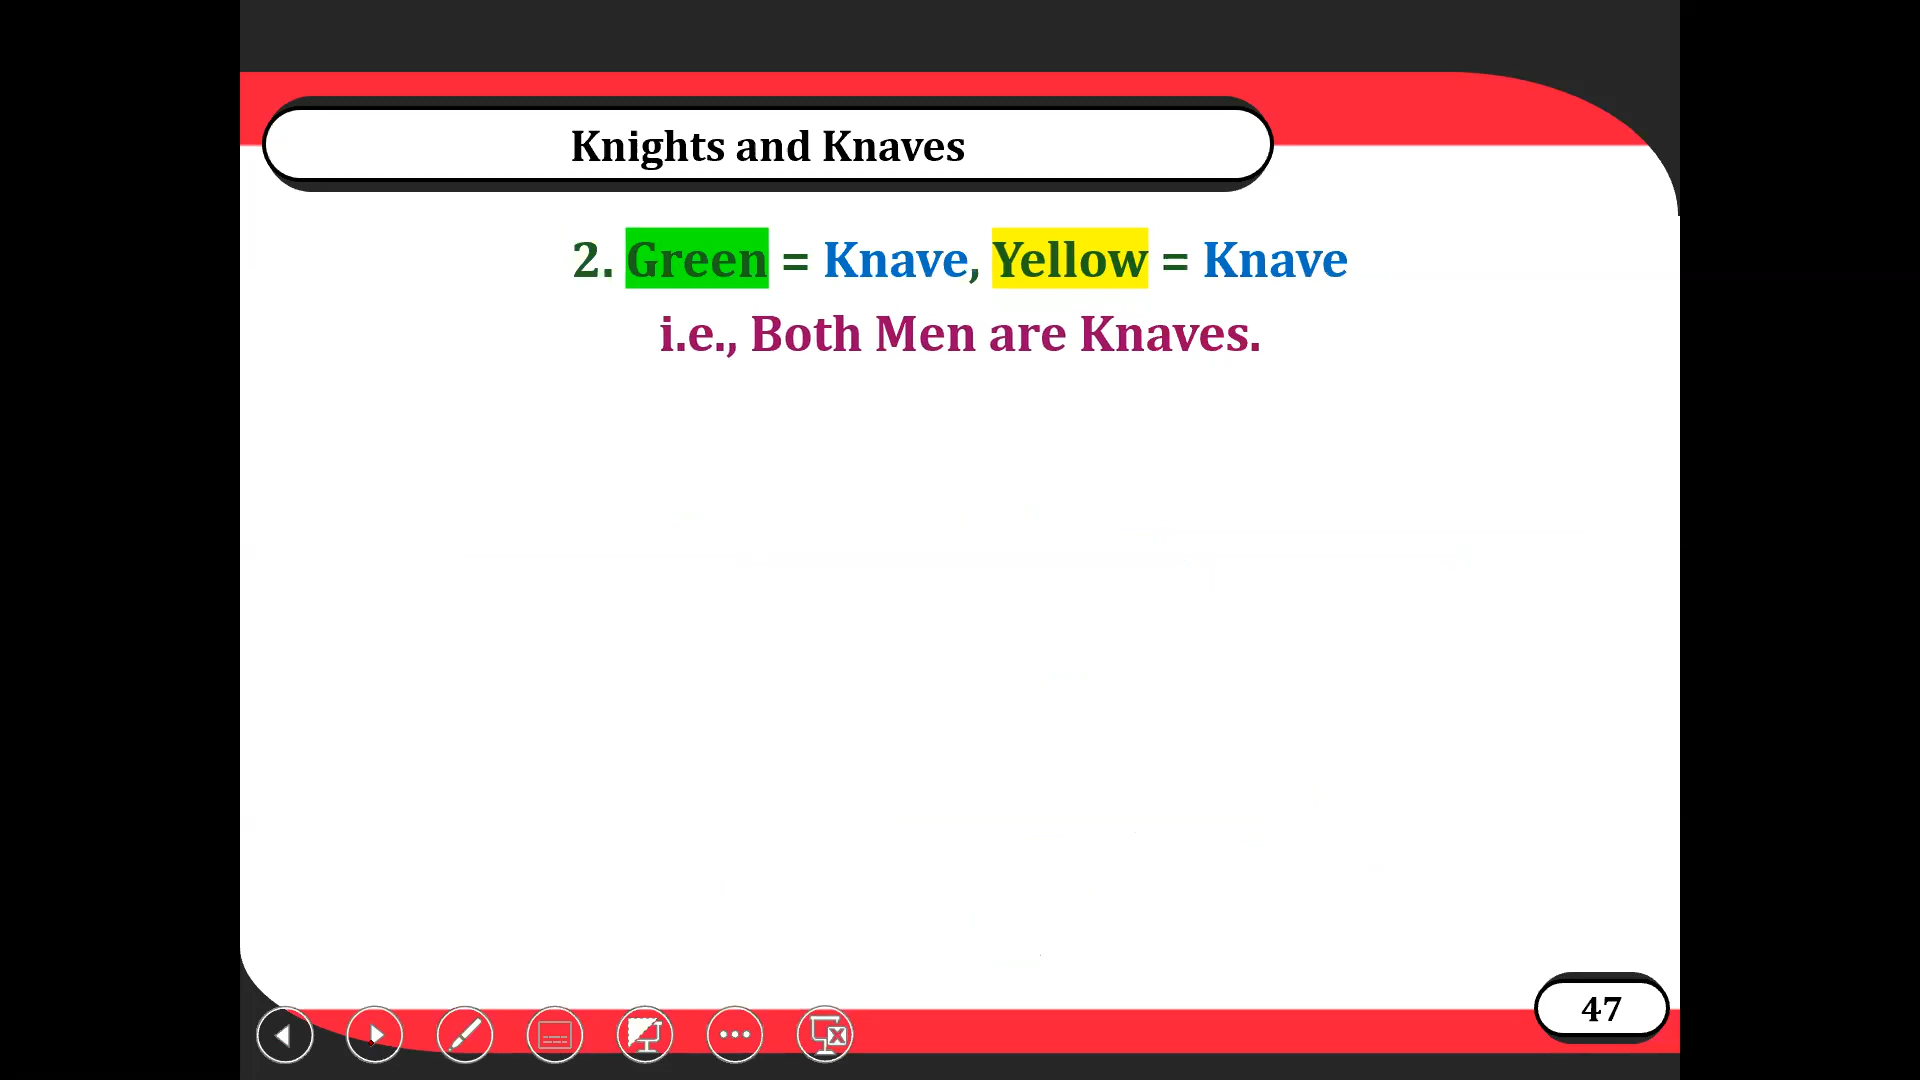 Knights and Knaves
2. Green = Knave, Yellow = Knave
i.e., Both Men are Knaves.
47